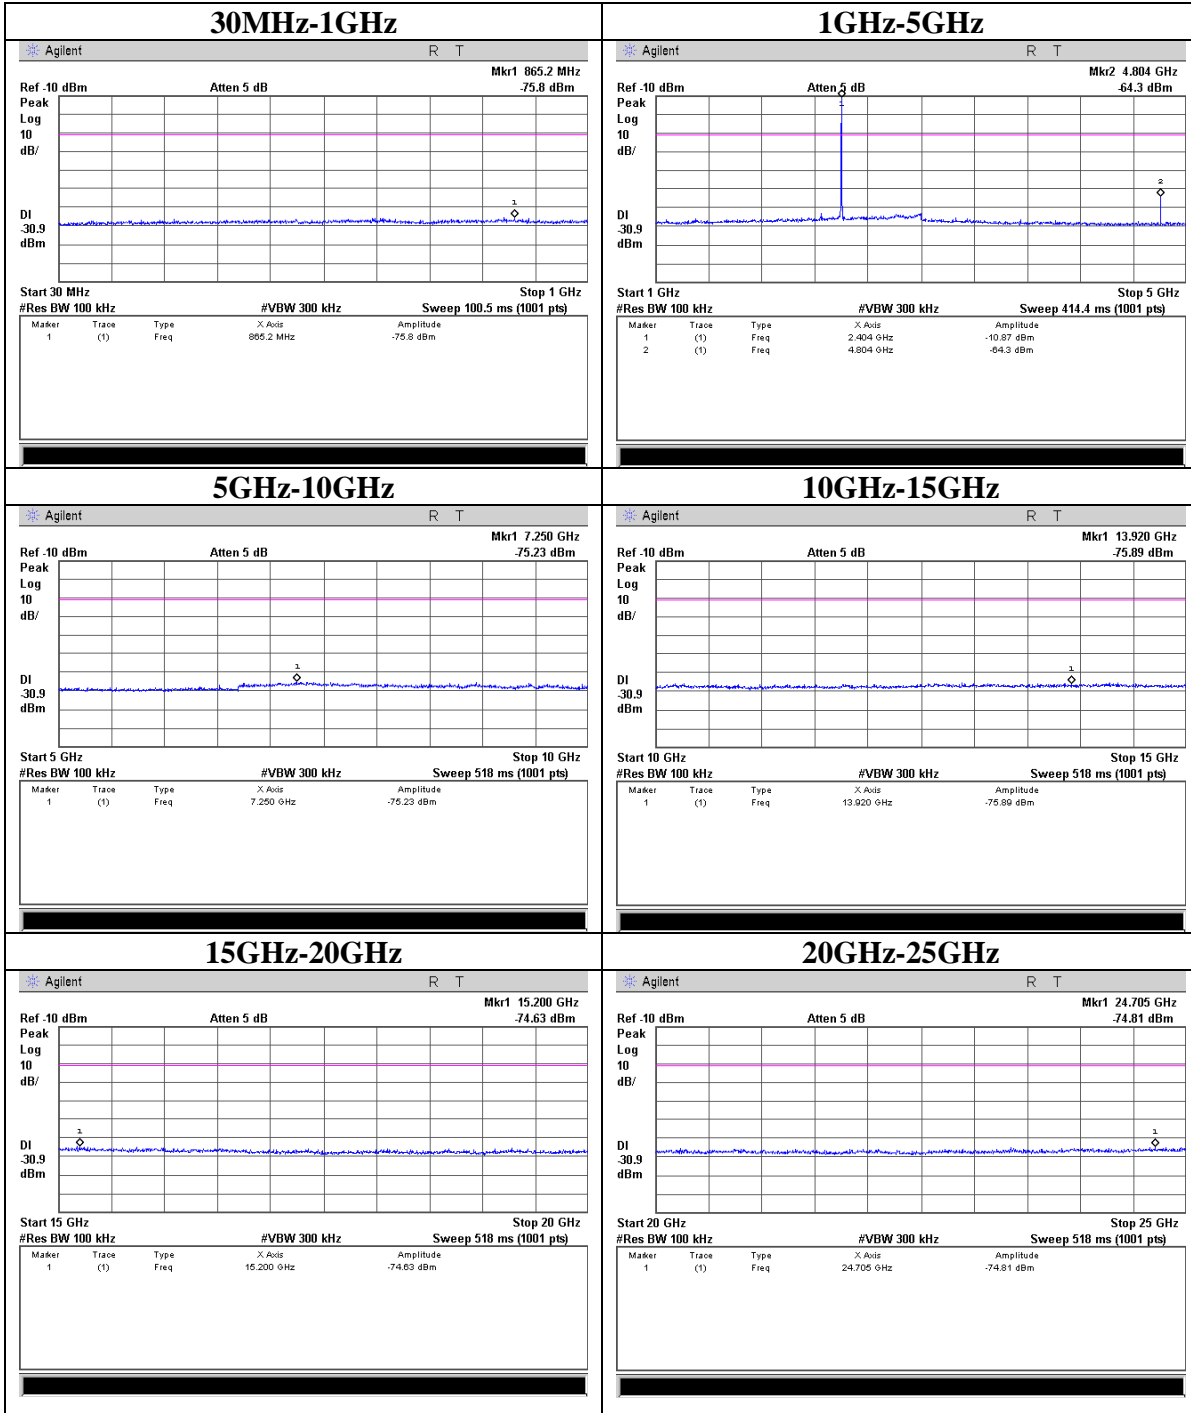 30MHz-1GHz
Agilent R T
Mkr1 865.2 MHz
Ref -10 dBm Atten 5 dB -75.8 dBm
Peak
Log
10
dB/
1
DI
-30.9
dBm
Start 30 MHz Stop 1 GHz
#Res BW 100 kHz #VBW 300 kHz Sweep 100.5 ms (1001 pts)
Marker Trace Type X Axis Amplitude
1 (1) Freq 865.2 MHz -75.8 dBm
1GHz-5GHz
Agilent R T
Mkr2 4.804 GHz
Ref -10 dBm Atten 5 dB -64.3 dBm
Peak
Log
10
dB/
1
2
DI
-30.9
dBm
Start 1 GHz Stop 5 GHz
#Res BW 100 kHz #VBW 300 kHz Sweep 414.4 ms (1001 pts)
Marker Trace Type X Axis Amplitude
1 (1) Freq 2.404 GHz -10.87 dBm
2 (1) Freq 4.804 GHz -64.3 dBm
5GHz-10GHz
Agilent R T
Mkr1 7.250 GHz
Ref -10 dBm Atten 5 dB -75.23 dBm
Peak
Log
10
dB/
1
DI
-30.9
dBm
Start 5 GHz Stop 10 GHz
#Res BW 100 kHz #VBW 300 kHz Sweep 518 ms (1001 pts)
Marker Trace Type X Axis Amplitude
1 (1) Freq 7.250 GHz -75.23 dBm
10GHz-15GHz
Agilent R T
Mkr1 13.920 GHz
Ref -10 dBm Atten 5 dB -75.89 dBm
Peak
Log
10
dB/
1
DI
-30.9
dBm
Start 10 GHz Stop 15 GHz
#Res BW 100 kHz #VBW 300 kHz Sweep 518 ms (1001 pts)
Marker Trace Type X Axis Amplitude
1 (1) Freq 13.920 GHz -75.89 dBm
15GHz-20GHz
Agilent R T
Mkr1 15.200 GHz
Ref -10 dBm Atten 5 dB -74.63 dBm
Peak
Log
10
dB/
1
DI
-30.9
dBm
Start 15 GHz Stop 20 GHz
#Res BW 100 kHz #VBW 300 kHz Sweep 518 ms (1001 pts)
Marker Trace Type X Axis Amplitude
1 (1) Freq 15.200 GHz -74.63 dBm
20GHz-25GHz
Agilent R T
Mkr1 24.705 GHz
Ref -10 dBm Atten 5 dB -74.81 dBm
Peak
Log
10
dB/
1
DI
-30.9
dBm
Start 20 GHz Stop 25 GHz
#Res BW 100 kHz #VBW 300 kHz Sweep 518 ms (1001 pts)
Marker Trace Type X Axis Amplitude
1 (1) Freq 24.705 GHz -74.81 dBm